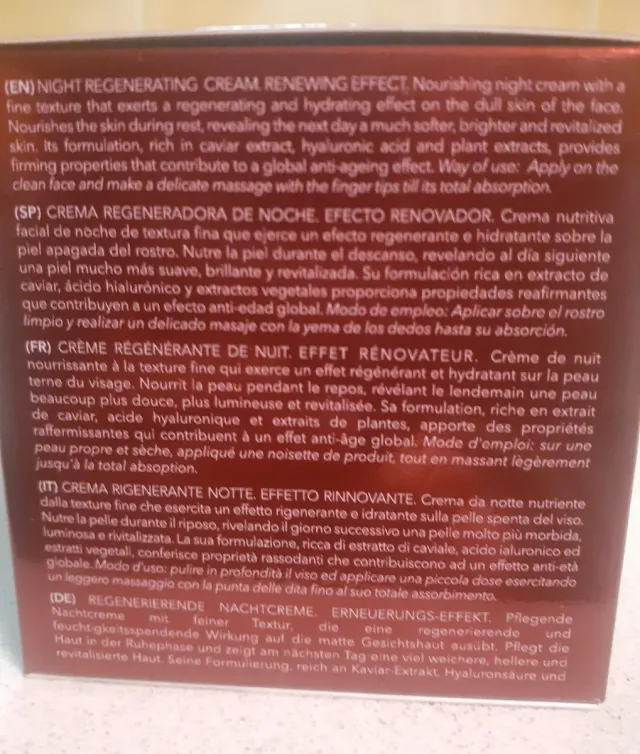 (EN) NIGHT REGENERATING CREAM. RENEWING EFFECT. Nourishing night cream with a
fine texture that exerts a regenerating and hydrating effect on the dull skin of the face.
Nourishes the skin during rest, revealing the next day a much softer, brighter and revitalized
skin. Its formulation, rich in caviar extract, hyaluronic acid and plant extracts, provides
firming properties that contribute to a global anti-ageing effect. Way of use: Apply on the
clean face and make a delicate massage with the finger tips till its total absorption.
(SP) CREMA REGENERADORA DE NOCHE. EFECTO RENOVADOR. Crema nutritiva
facial de noche de textura fina que ejerce un efecto regenerante e hidratante sobre la
piel apagada del rostro. Nutre la piel durante el descanso, revelando al día siguiente
una piel mucho más suave, brillante y revitalizada. Su formulación rica en extracto de
caviar, ácido hialurónico y extractos vegetales proporciona propiedades reafirmantes
que contribuyen a un efecto anti-edad global. Modo de empleo: Aplicar sobre el rostro
limpio y realizar un delicado masaje con la yema de los dedos hasta su absorción.
(FR) CRÈME RÉGÉNÉRANTE DE NUIT. EFFET RÉNOVATEUR. Crème de nuit
nourrissante à la texture fine qui exerce un effet régénérant et hydratant sur la peau
terne du visage. Nourrit la peau pendant le repos, révélant le lendemain une peau
beaucoup plus douce, plus lumineuse et revitalisée. Sa formulation, riche en extrait
de caviar, acide hyaluronique et extraits de plantes, apporte des propriétés
raffermissantes qui contribuent à un effet anti-âge global. Mode d'emploi: sur une
peau propre et sèche, appliqué une noisette de produit, tout en massant lègèrement
jusqu'à la total absoption.
(IT) CREMA RIGENERANTE NOTTE. EFFETTO RINNOVANTE. Crema da notte nutriente
dalla texture fine che esercita un effetto rigenerante e idratante sulla pelle spenta del viso.
Nutre la pelle durante il riposo, rivelando il giorno successivo una pelle molto più morbida,
luminosa e rivitalizzata. La sua formulazione, ricca di estratto di caviale, acido ialuronico ed
estratti vegetali, conferisce proprietà rassodanti che contribuiscono ad un effetto anti-età
globale. Modo d'uso: pulire in profondità il viso ed applicare una piccola dose esercitando
un leggero massaggio con la punta delle dita fino al suo totale assorbimento.
(DE) REGENERIERENDE NACHTCREME. ERNEUERUNGS-EFFEKT. Pflegende
Nachtcreme mit feiner Textur, die eine regenerierende und
feuchtigkeitsspendende Wirkung auf die matte Gesichtshaut ausübt. Pflegt die
Haut in der Ruhephase und zeigt am nächsten Tag eine viel weichere, hellere und
revitalisierte Haut. Seine Formulierung, reich an Kaviar-Extrakt, Hyaluronsäure und